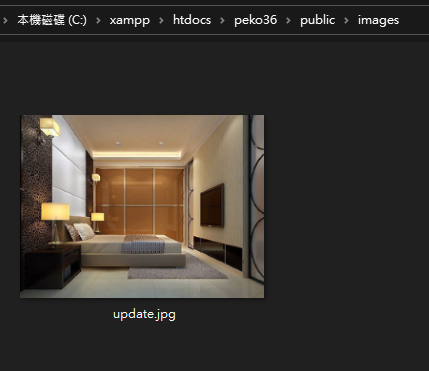 本機磁碟 (C:) > xampp > htdocs > peko36 > public > images
update.jpg